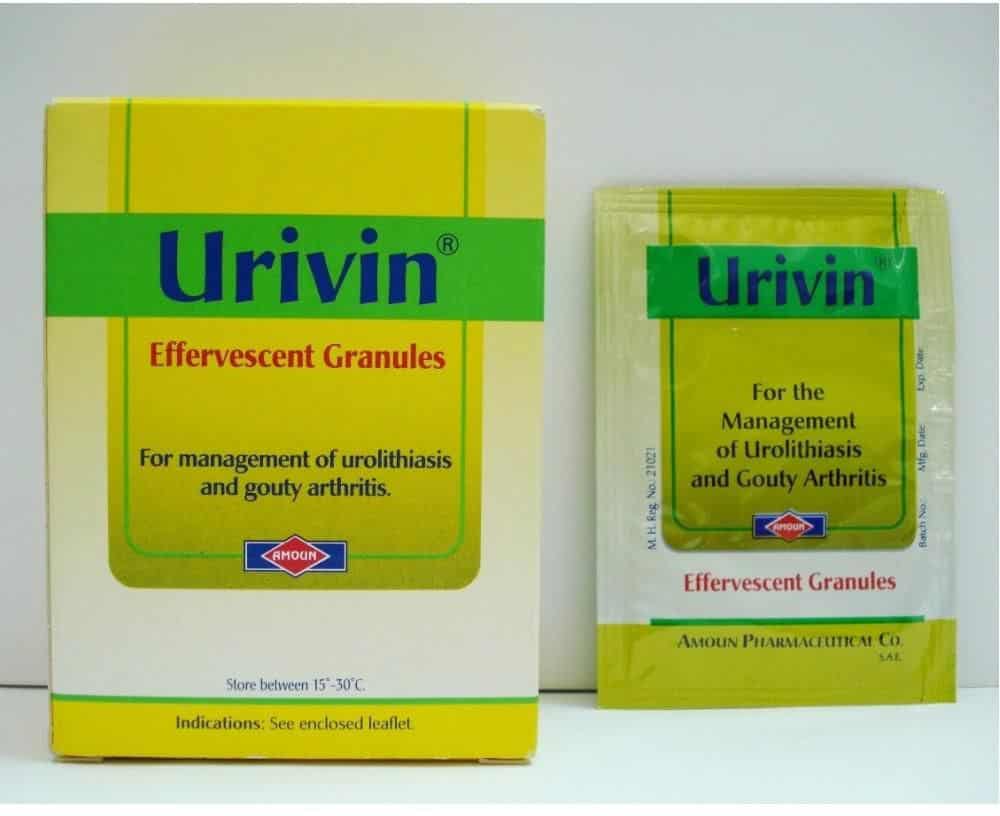 Urivin®
Effervescent Granules
For management of urolithiasis
and gouty arthritis.
AMOUN
Store between 15°-30°C.
Indications: See enclosed leaflet.
Urivin®
For the
Management
of Urolithiasis
and Gouty Arthritis
AMOUN
M. H. Reg. No.: 21021
Batch No.: Mfg. Date: Exp. Date:
Effervescent Granules
AMOUN PHARMACEUTICAL CO.
S.A.E.